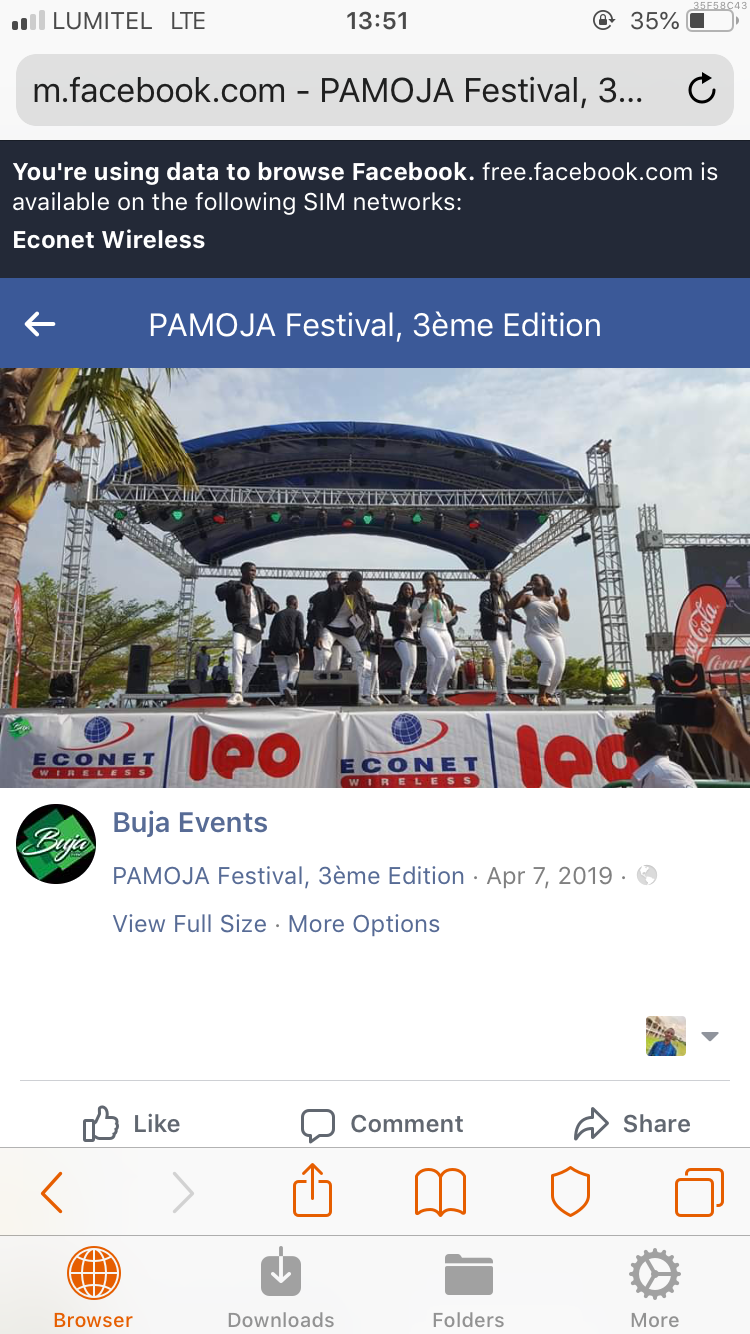 35F58C43
LUMITEL LTE 13:51 35%
m.facebook.com - PAMOJA Festival, 3...
You're using data to browse Facebook. free.facebook.com is
available on the following SIM networks:
Econet Wireless
PAMOJA Festival, 3ème Edition
Coca-Cola
ECONET
WIRELESS
leo
ECONET
WIRELESS
leo
Buja
Buja Events
PAMOJA Festival, 3ème Edition · Apr 7, 2019 ·
View Full Size · More Options
Like Comment Share
Browser Downloads Folders More